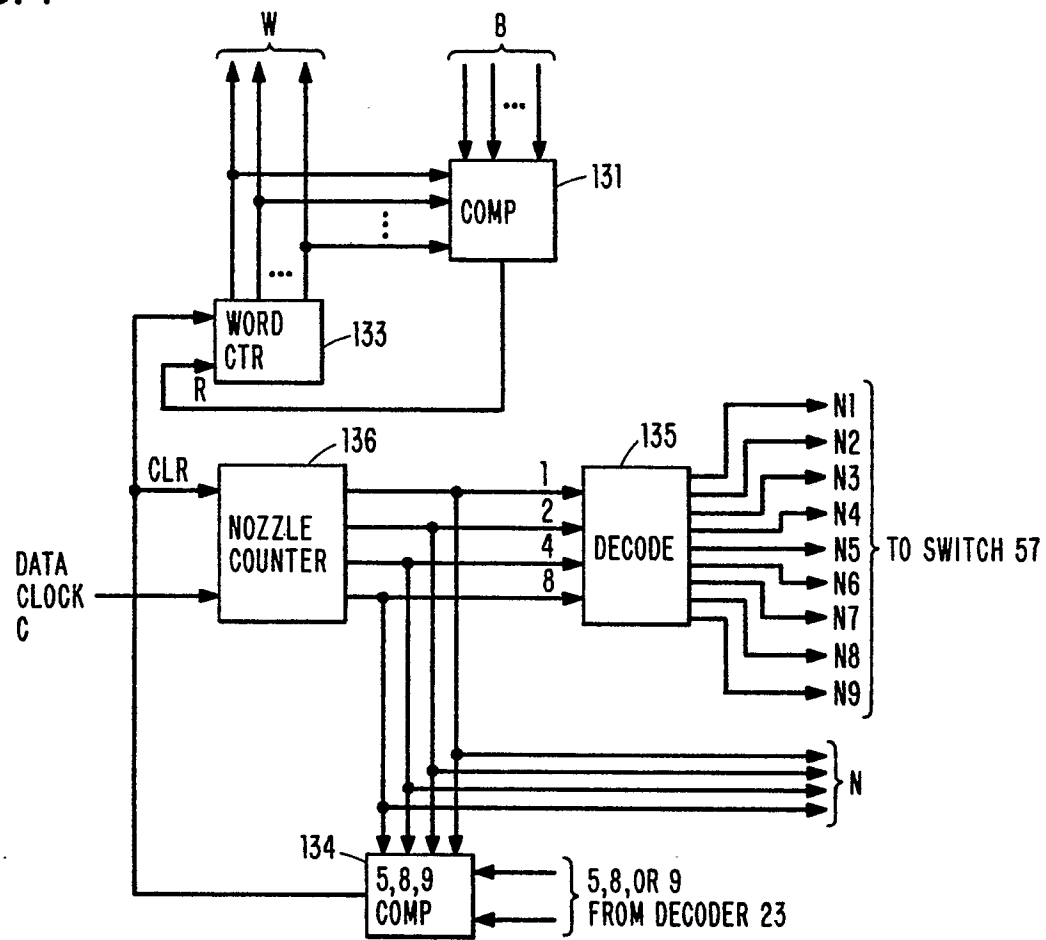 W
B
131
COMP
WORD
CTR
133
R
136
135
CLR
1
2
4
8
NOZZLE
COUNTER
DECODE
DATA
CLOCK
C
N1
N2
N3
N4
N5
N6
N7
N8
N9
TO SWITCH 57
N
134
5,8,9
COMP
5,8,OR 9
FROM DECODER 23